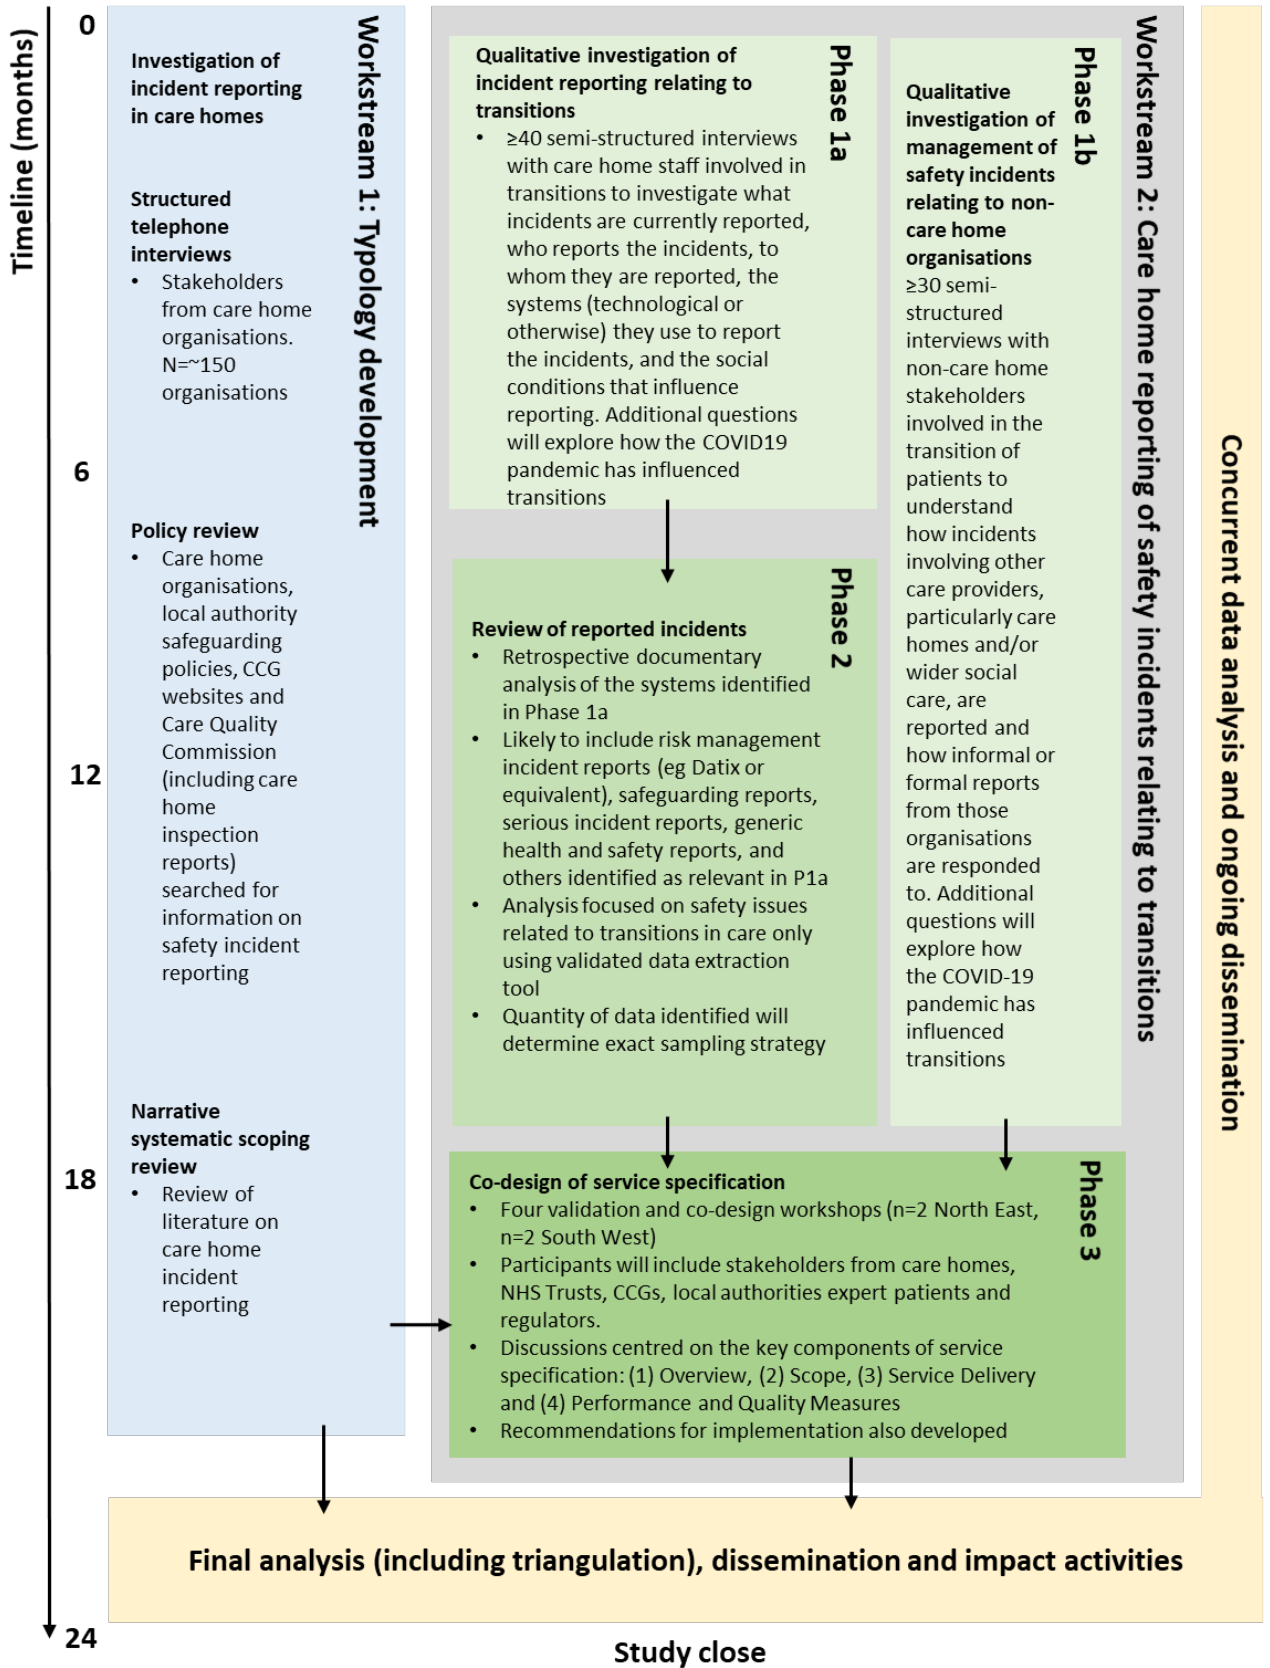 Timeline (months)
0
6
12
18
24
Workstream 1: Typology development
Investigation of
incident reporting
in care homes
Structured
telephone
interviews
• Stakeholders
from care home
organisations.
N=~150
organisations
Policy review
• Care home
organisations,
local authority
safeguarding
policies, CCG
websites and
Care Quality
Commission
(including care
home
inspection
reports)
searched for
information on
safety incident
reporting
Narrative
systematic scoping
review
• Review of
literature on
care home
incident
reporting
Workstream 2: Care home reporting of safety incidents relating to transitions
Phase 1a
Qualitative investigation of
incident reporting relating to
transitions
• ≥40 semi-structured interviews
with care home staff involved in
transitions to investigate what
incidents are currently reported,
who reports the incidents, to
whom they are reported, the
systems (technological or
otherwise) they use to report
the incidents, and the social
conditions that influence
reporting. Additional questions
will explore how the COVID19
pandemic has influenced
transitions
Phase 1b
Qualitative
investigation of
management of
safety incidents
relating to non-
care home
organisations
≥30 semi-
structured
interviews with
non-care home
stakeholders
involved in the
transition of
patients to
understand
how incidents
involving other
care providers,
particularly care
homes and/or
wider social
care, are
reported and
how informal or
formal reports
from those
organisations
are responded
to. Additional
questions will
explore how
the COVID-19
pandemic has
influenced
transitions
Phase 2
Review of reported incidents
• Retrospective documentary
analysis of the systems identified
in Phase 1a
• Likely to include risk management
incident reports (eg Datix or
equivalent), safeguarding reports,
serious incident reports, generic
health and safety reports, and
others identified as relevant in P1a
• Analysis focused on safety issues
related to transitions in care only
using validated data extraction
tool
• Quantity of data identified will
determine exact sampling strategy
Phase 3
Co-design of service specification
• Four validation and co-design workshops (n=2 North East,
n=2 South West)
• Participants will include stakeholders from care homes,
NHS Trusts, CCGs, local authorities expert patients and
regulators.
• Discussions centred on the key components of service
specification: (1) Overview, (2) Scope, (3) Service Delivery
and (4) Performance and Quality Measures
• Recommendations for implementation also developed
Concurrent data analysis and ongoing dissemination
Final analysis (including triangulation), dissemination and impact activities
Study close